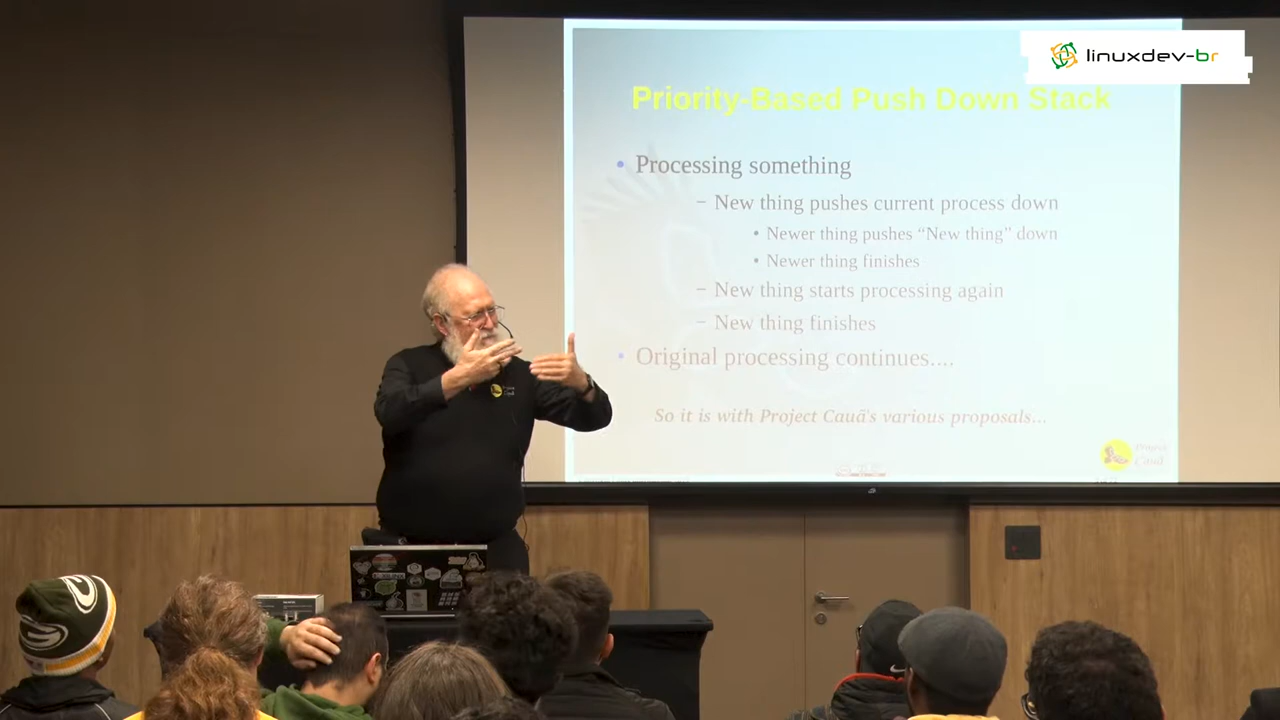 linuxdev-br
Priority-Based Push Down Stack
• Processing something
– New thing pushes current process down
• Newer thing pushes “New thing” down
• Newer thing finishes
– New thing starts processing again
– New thing finishes
• Original processing continues....
So it is with Project Cauã's various proposals...
Project
Cauã